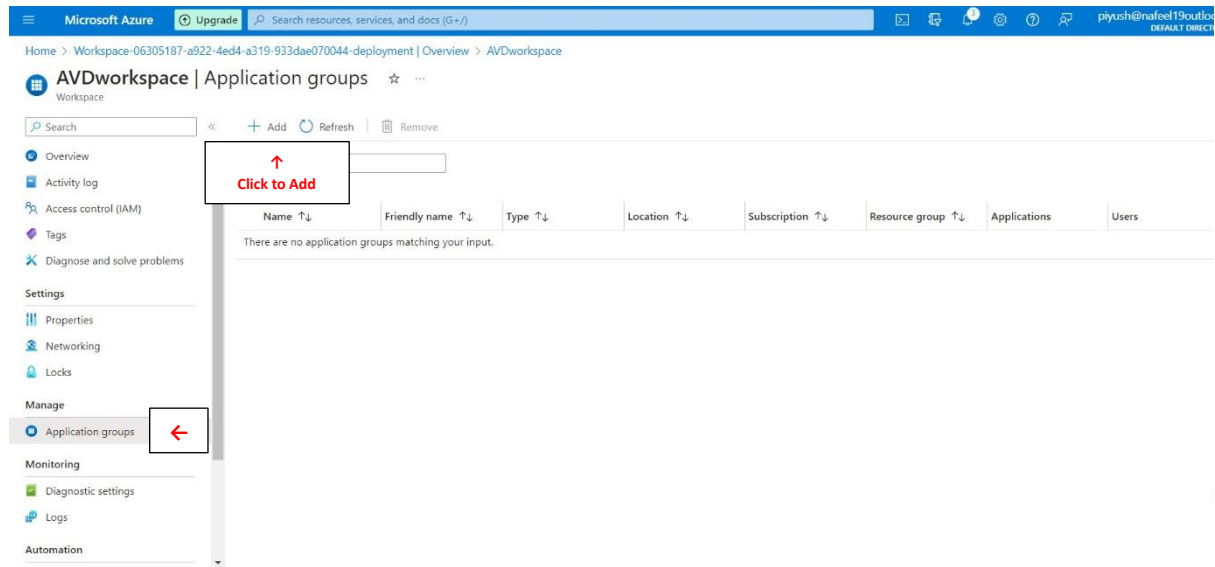 Microsoft Azure
Upgrade
Search resources, services, and docs (G+/)
3
piyush@nafeel19outloo
DEFAULT DIRECT
Home > Workspace-06305187-a922-4ed4-a319-933dae070044-deployment | Overview > AVDworkspace
AVDworkspace | Application groups
Workspace
Search
Add
Refresh
Remove
Overview
Activity log
Access control (IAM)
Tags
Diagnose and solve problems
Settings
Properties
Networking
Locks
Manage
Application groups
Monitoring
Diagnostic settings
Logs
Automation
Click to Add
Name Friendly name Type Location Subscription Resource group Applications Users
There are no application groups matching your input.